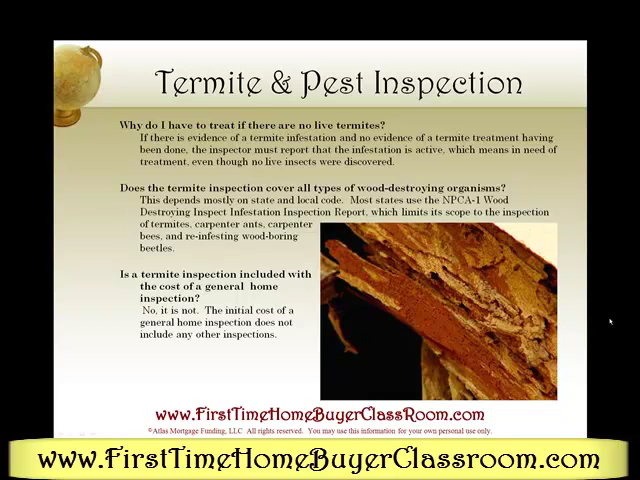 Termite & Pest Inspection
Why do I have to treat if there are no live termites?
If there is evidence of a termite infestation and no evidence of a termite treatment having
been done, the inspector must report that the infestation is active, which means in need of
treatment, even though no live insects were discovered.
Does the termite inspection cover all types of wood-destroying organisms?
This depends mostly on state and local code. Most states use the NPCA-1 Wood
Destroying Inspect Infestation Inspection Report, which limits its scope to the inspection
of termites, carpenter ants, carpenter
bees, and re-infesting wood-boring
beetles.
Is a termite inspection included with
the cost of a general home
inspection?
No, it is not. The initial cost of a
general home inspection does not
include any other inspections.
www.FirstTimeHomeBuyerClassRoom.com
©Atlas Mortgage Funding, LLC All rights reserved. You may use this information for your own personal use only.
www.FirstTimeHomeBuyerClassroom.com